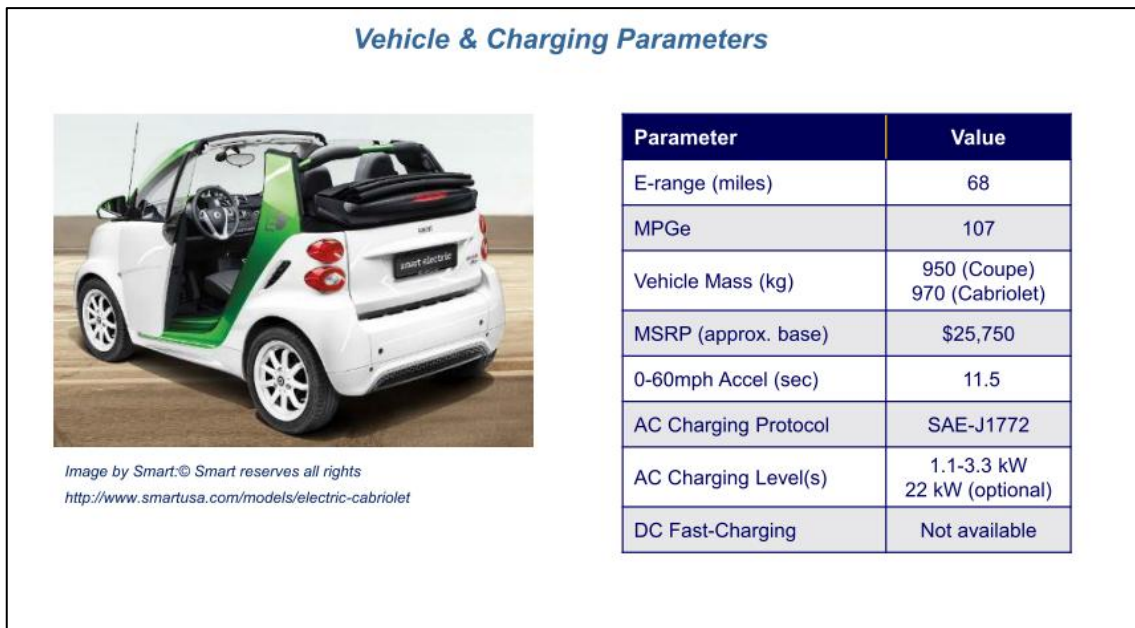 Vehicle & Charging Parameters
smart electric
Image by Smart:© Smart reserves all rights
http://www.smartusa.com/models/electric-cabriolet
Parameter Value
E-range (miles) 68
MPGe 107
Vehicle Mass (kg) 950 (Coupe)
970 (Cabriolet)
MSRP (approx. base) $25,750
0-60mph Accel (sec) 11.5
AC Charging Protocol SAE-J1772
AC Charging Level(s) 1.1-3.3 kW
22 kW (optional)
DC Fast-Charging Not available